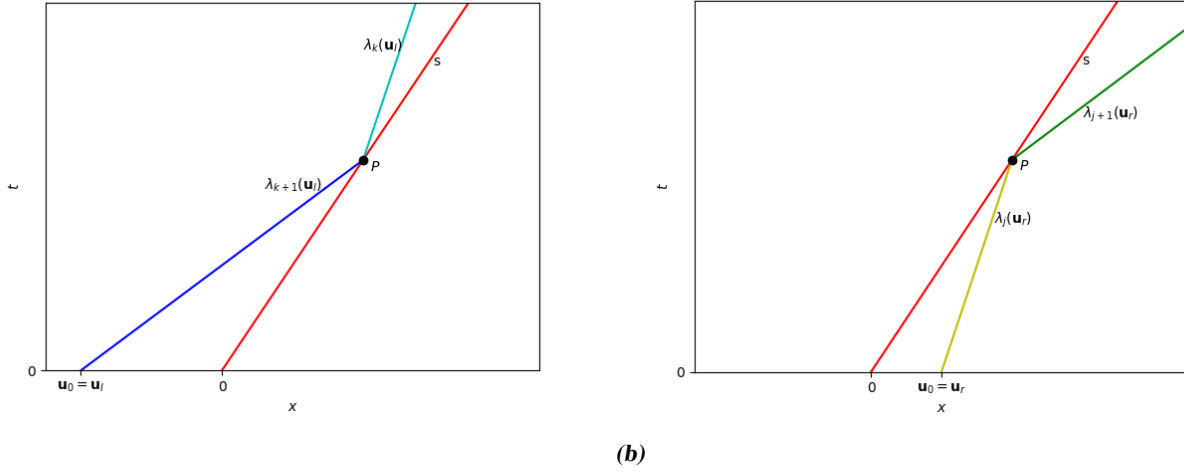 λₖ(𝐮ₗ)
s
P
λₖ₊₁(𝐮ₗ)
t
0
𝐮₀ = 𝐮ₗ
0
x
s
λⱼ₊₁(𝐮ᵣ)
P
λⱼ(𝐮ᵣ)
t
0
0
𝐮₀ = 𝐮ᵣ
x
(b)